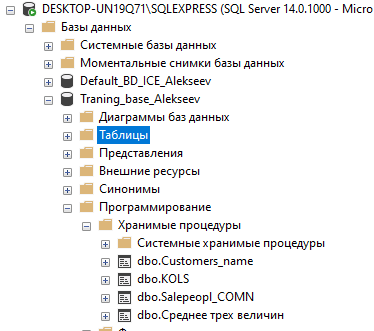 DESKTOP-UN19Q71\SQLEXPRESS (SQL Server 14.0.1000 - Micro
Базы данных
Системные базы данных
Моментальные снимки базы данных
Default_BD_ICE_Alekseev
Traning_base_Alekseev
Диаграммы баз данных
Таблицы
Представления
Внешние ресурсы
Синонимы
Программирование
Хранимые процедуры
Системные хранимые процедуры
dbo.Customers_name
dbo.KOLS
dbo.Salepeopl_COMN
dbo.Среднее трех величин